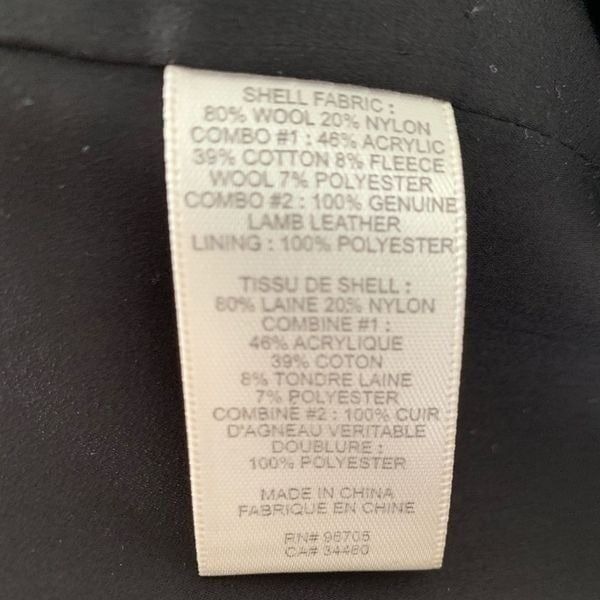 SHELL FABRIC :
80% WOOL 20% NYLON
COMBO #1 : 46% ACRYLIC
39% COTTON 8% FLEECE
WOOL 7% POLYESTER
COMBO #2 : 100% GENUINE
LAMB LEATHER
LINING : 100% POLYESTER
TISSU DE SHELL :
80% LAINE 20% NYLON
COMBINE #1 :
46% ACRYLIQUE
39% COTON
8% TONDRE LAINE
7% POLYESTER
COMBINE #2 : 100% CUIR
D'AGNEAU VERITABLE
DOUBLURE :
100% POLYESTER
MADE IN CHINA
FABRIQUE EN CHINE
RN# 96705
CA# 34460